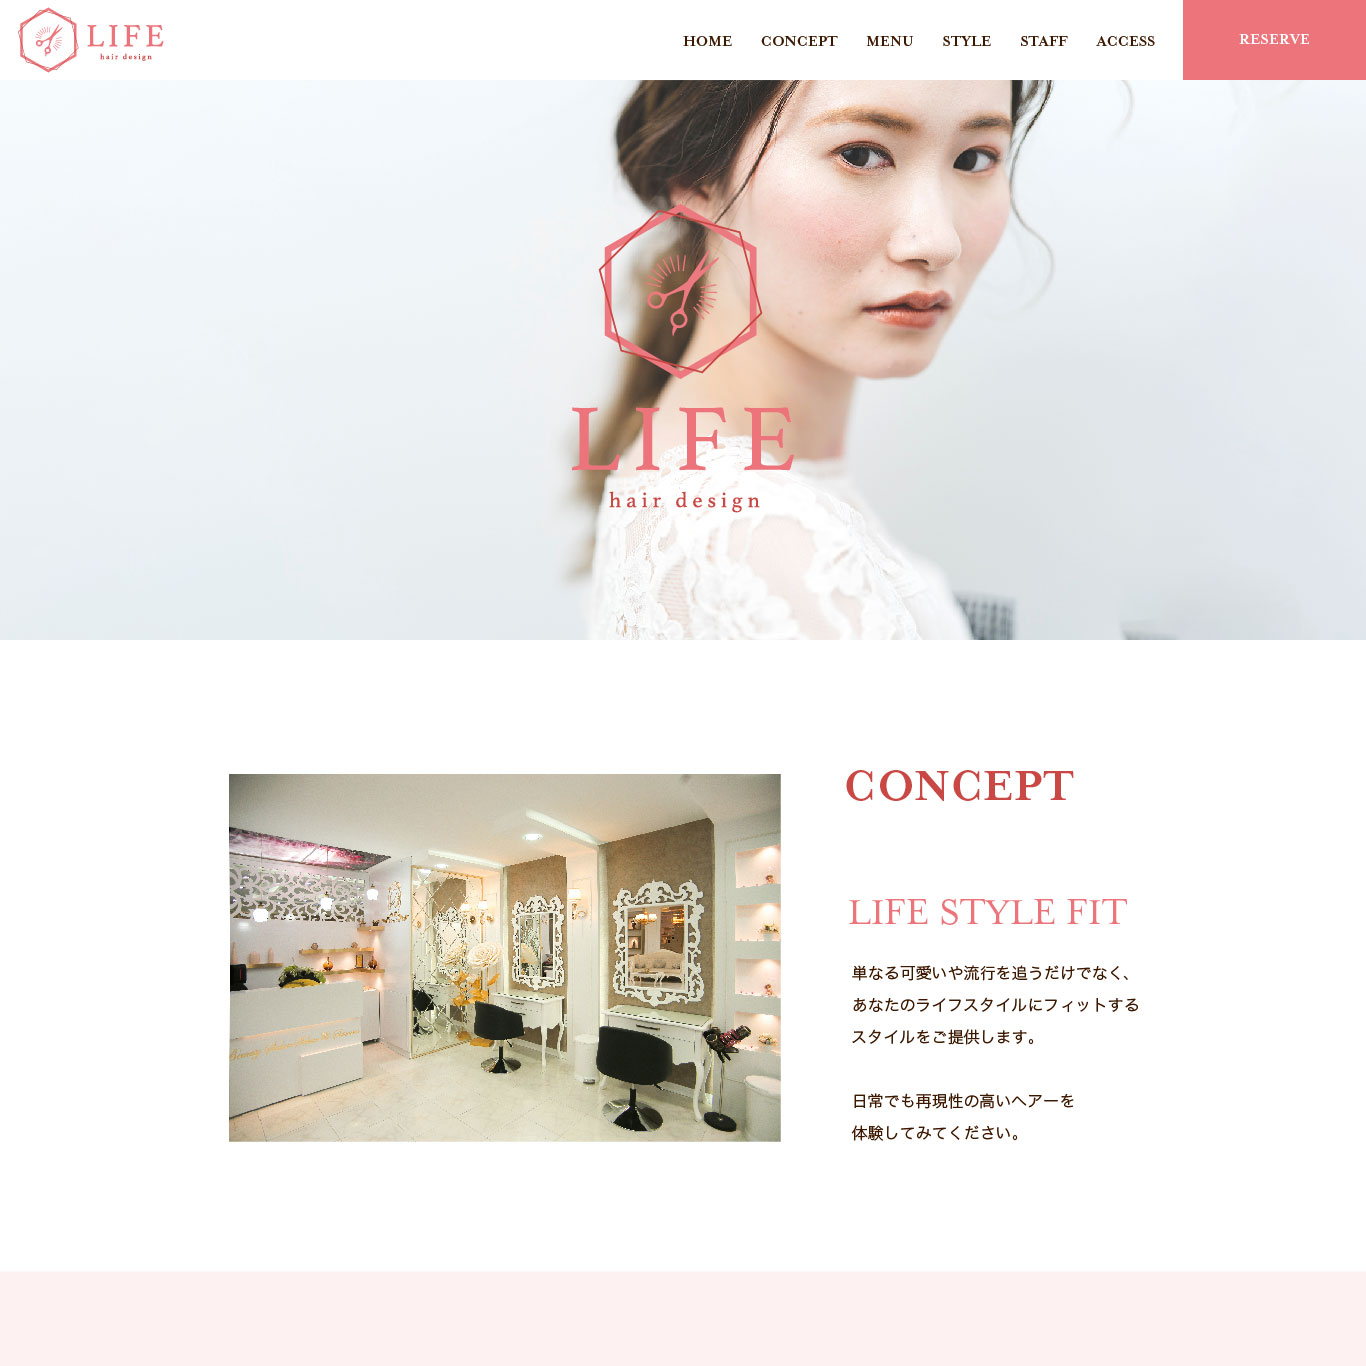 LIFE
hair design
HOME
CONCEPT
MENU
STYLE
STAFF
ACCESS
RESERVE
LIFE
hair design
CONCEPT
LIFE STYLE FIT
単なる可愛いや流行を追うだけでなく、
あなたのライフスタイルにフィットする
スタイルをご提供します。
日常でも再現性の高いヘアーを
体験してみてください。